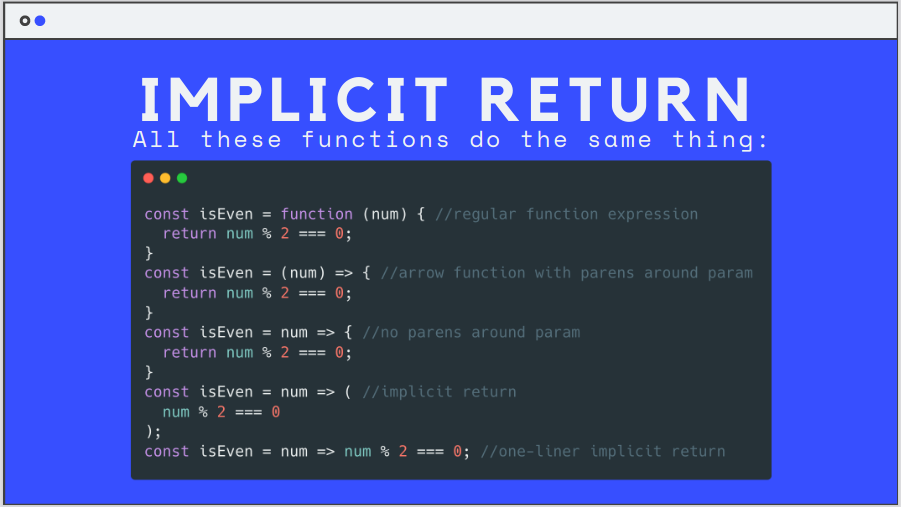 IMPLICIT RETURN
All these functions do the same thing:
const isEven = function (num) { //regular function expression
  return num % 2 === 0;
}
const isEven = (num) => { //arrow function with parens around param
  return num % 2 === 0;
}
const isEven = num => { //no parens around param
  return num % 2 === 0;
}
const isEven = num => ( //implicit return
  num % 2 === 0
);
const isEven = num => num % 2 === 0; //one-liner implicit return